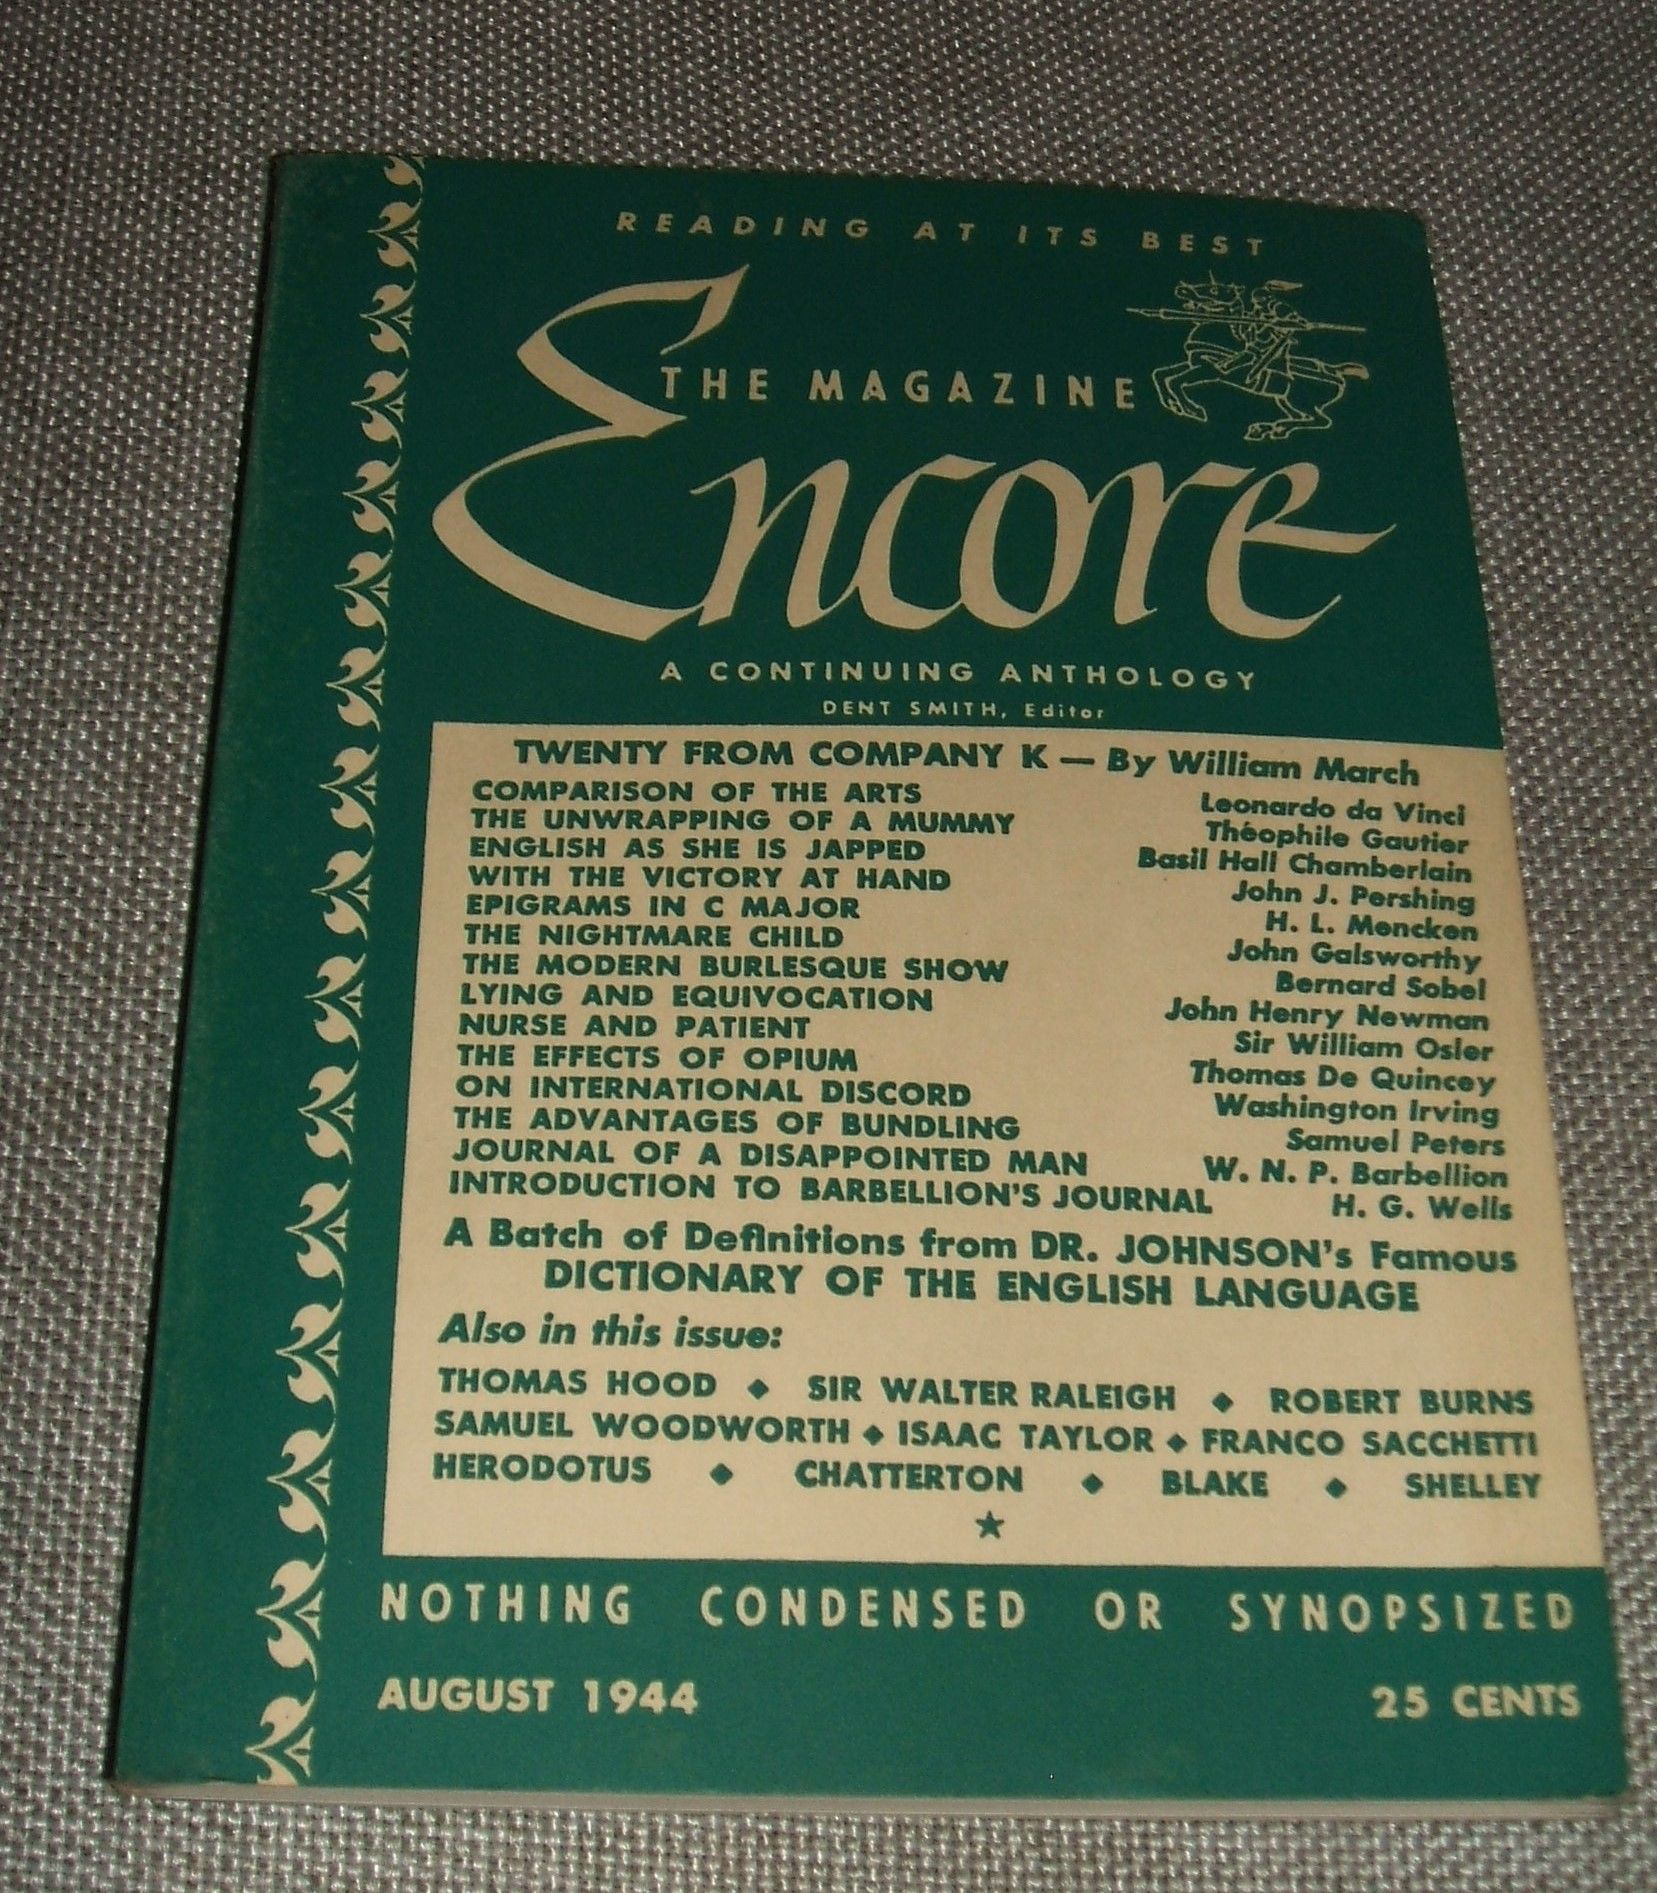 READING AT ITS BEST
THE MAGAZINE
Encore
A CONTINUING ANTHOLOGY
DENT SMITH, Editor
TWENTY FROM COMPANY K — By William March
COMPARISON OF THE ARTS Leonardo da Vinci
THE UNWRAPPING OF A MUMMY Théophile Gautier
ENGLISH AS SHE IS JAPPED Basil Hall Chamberlain
WITH THE VICTORY AT HAND John J. Pershing
EPIGRAMS IN C MAJOR H. L. Mencken
THE NIGHTMARE CHILD John Galsworthy
THE MODERN BURLESQUE SHOW Bernard Sobel
LYING AND EQUIVOCATION John Henry Newman
NURSE AND PATIENT Sir William Osler
THE EFFECTS OF OPIUM Thomas De Quincey
ON INTERNATIONAL DISCORD Washington Irving
THE ADVANTAGES OF BUNDLING Samuel Peters
JOURNAL OF A DISAPPOINTED MAN W. N. P. Barbellion
INTRODUCTION TO BARBELLION'S JOURNAL H. G. Wells
A Batch of Definitions from DR. JOHNSON's Famous
DICTIONARY OF THE ENGLISH LANGUAGE
Also in this issue:
THOMAS HOOD ◆ SIR WALTER RALEIGH ◆ ROBERT BURNS
SAMUEL WOODWORTH ◆ ISAAC TAYLOR ◆ FRANCO SACCHETTI
HERODOTUS ◆ CHATTERTON ◆ BLAKE ◆ SHELLEY
★
NOTHING CONDENSED OR SYNOPSIZED
AUGUST 1944 25 CENTS